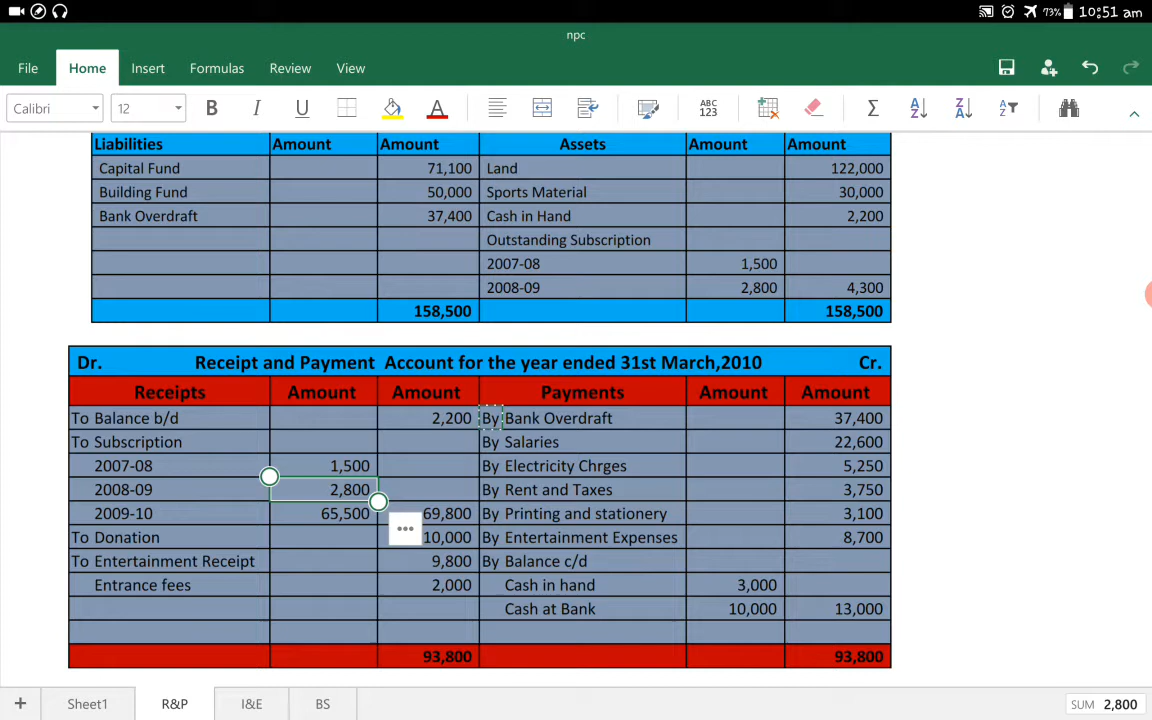 73% 10:51 am
npc
File Home Insert Formulas Review View
Calibri 12 B I U A ABC 123 Σ A Z Z A A
Liabilities Amount Amount Assets Amount Amount
Capital Fund 71,100 Land 122,000
Building Fund 50,000 Sports Material 30,000
Bank Overdraft 37,400 Cash in Hand 2,200
Outstanding Subscription
2007-08 1,500
2008-09 2,800 4,300
158,500 158,500
Dr. Receipt and Payment Account for the year ended 31st March,2010 Cr.
Receipts Amount Amount Payments Amount Amount
To Balance b/d 2,200 By Bank Overdraft 37,400
To Subscription By Salaries 22,600
2007-08 1,500 By Electricity Chrges 5,250
2008-09 2,800 By Rent and Taxes 3,750
2009-10 65,500 69,800 By Printing and stationery 3,100
To Donation 10,000 By Entertainment Expenses 8,700
To Entertainment Receipt 9,800 By Balance c/d
Entrance fees 2,000 Cash in hand 3,000
Cash at Bank 10,000 13,000
93,800 93,800
+ Sheet1 R&P I&E BS SUM 2,800